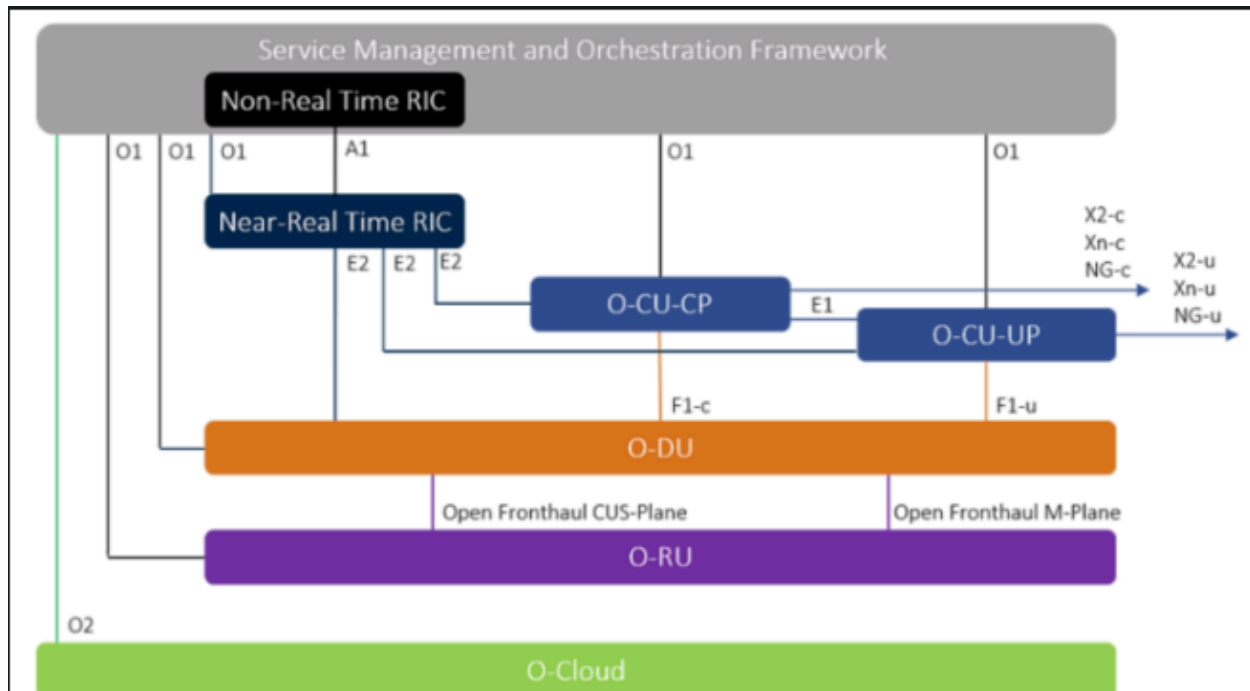 Service Management and Orchestration Framework
Non-Real Time RIC
O1
O1
O1
A1
O1
O1
Near-Real Time RIC
E2
E2
E2
X2-c
Xn-c
NG-c
X2-u
Xn-u
NG-u
O-CU-CP
E1
O-CU-UP
F1-c
F1-u
O-DU
Open Fronthaul CUS-Plane
Open Fronthaul M-Plane
O-RU
O2
O-Cloud